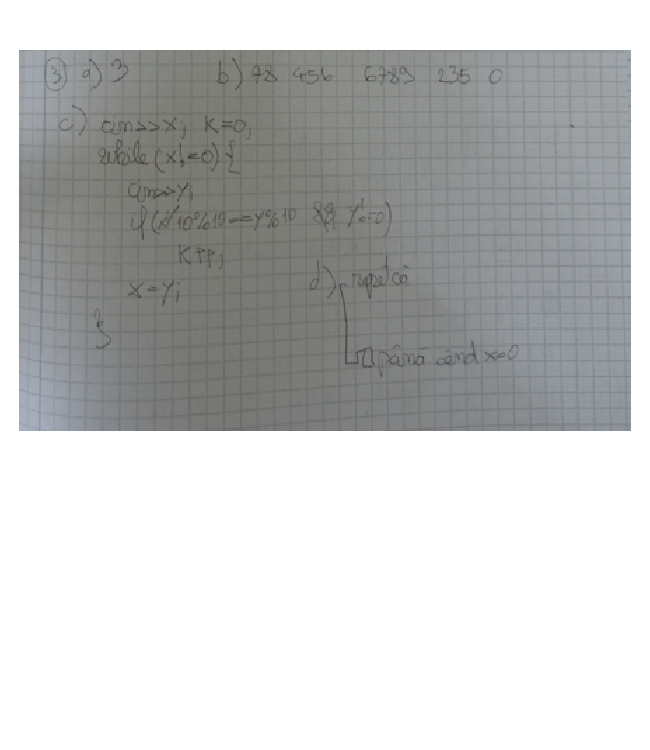 3) a) 3 b) 78 456 6789 235 0
c) cin>>x; k=0;
while (x!=0) {
cin>>y;
if(x/10%10==y%10 && y!=0)
k++;
x=y; d) repetă
}
până când x=0